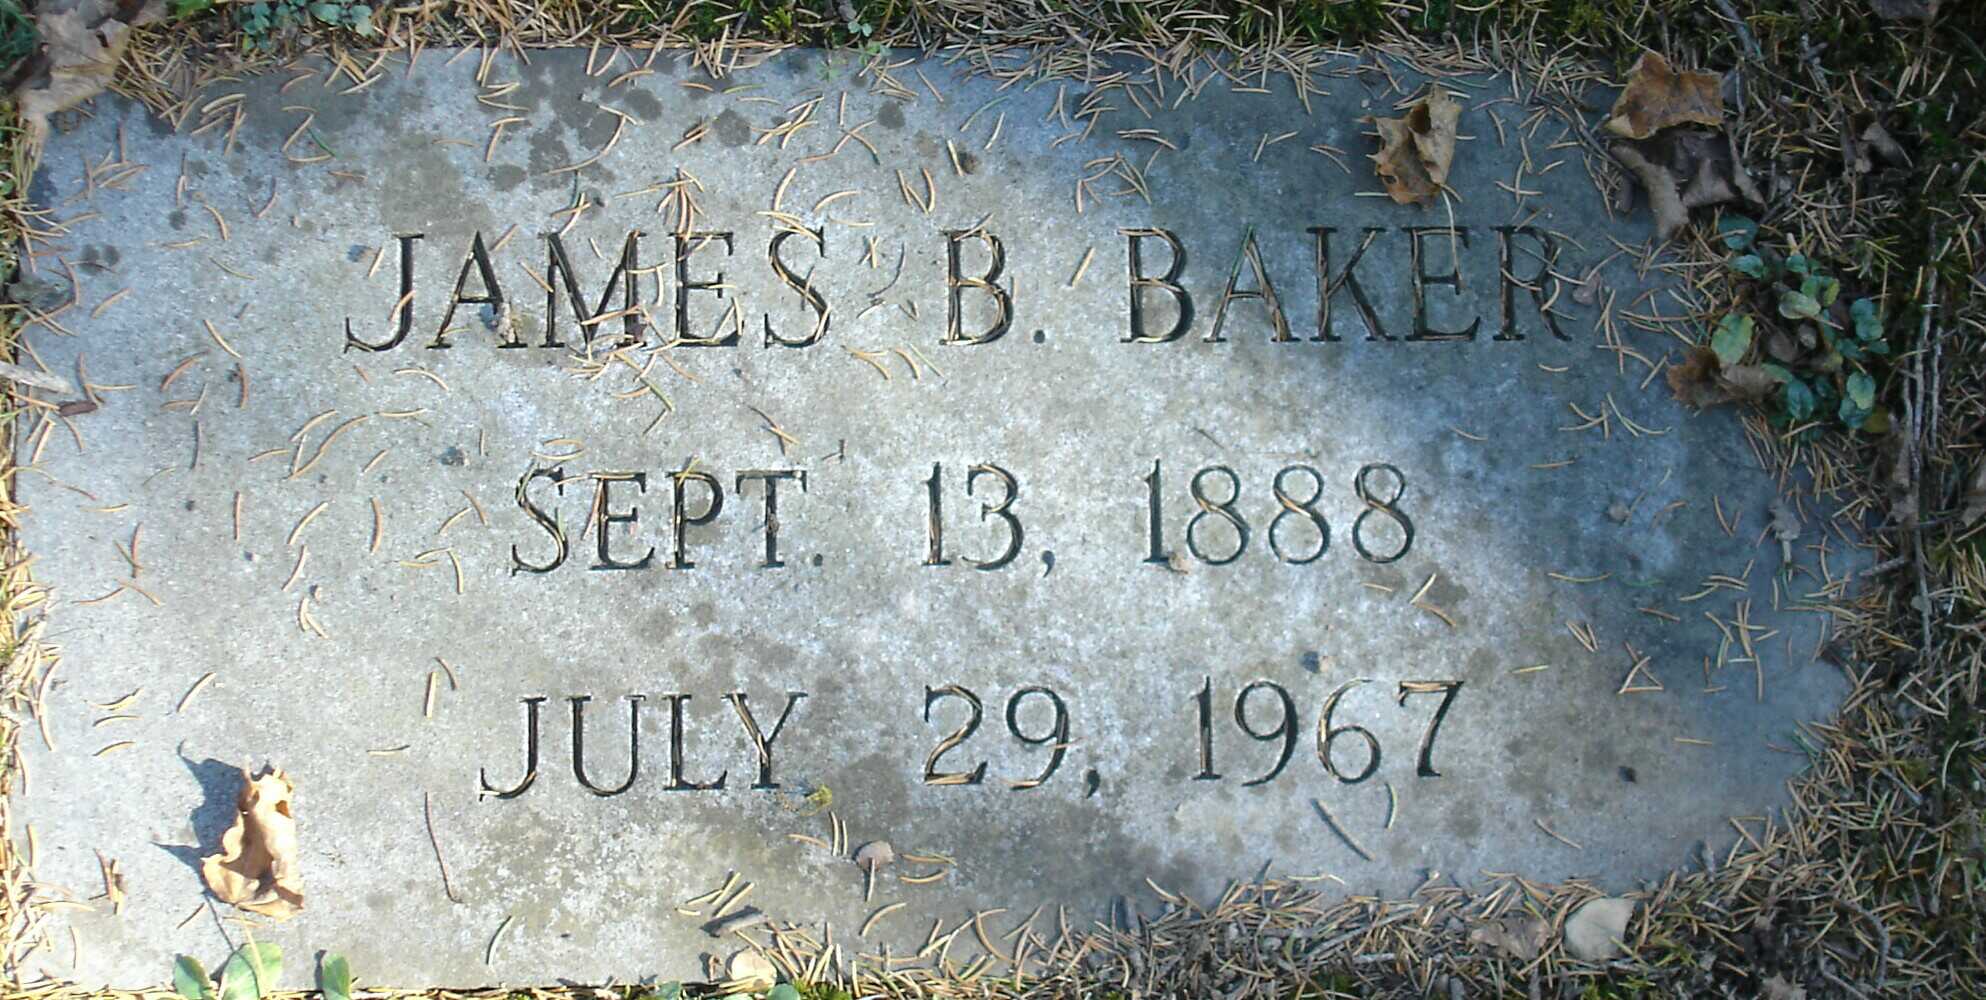 JAMES B. BAKER
SEPT. 13, 1888
JULY 29, 1967